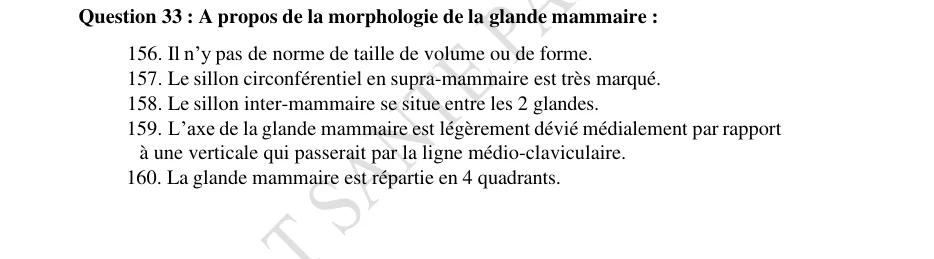 Question 33 : A propos de la morphologie de la glande mammaire :
156. Il n’y pas de norme de taille de volume ou de forme.
157. Le sillon circonférentiel en supra-mammaire est très marqué.
158. Le sillon inter-mammaire se situe entre les 2 glandes.
159. L’axe de la glande mammaire est légèrement dévié médialement par rapport
à une verticale qui passerait par la ligne médio-claviculaire.
160. La glande mammaire est répartie en 4 quadrants.
T SANTE PA